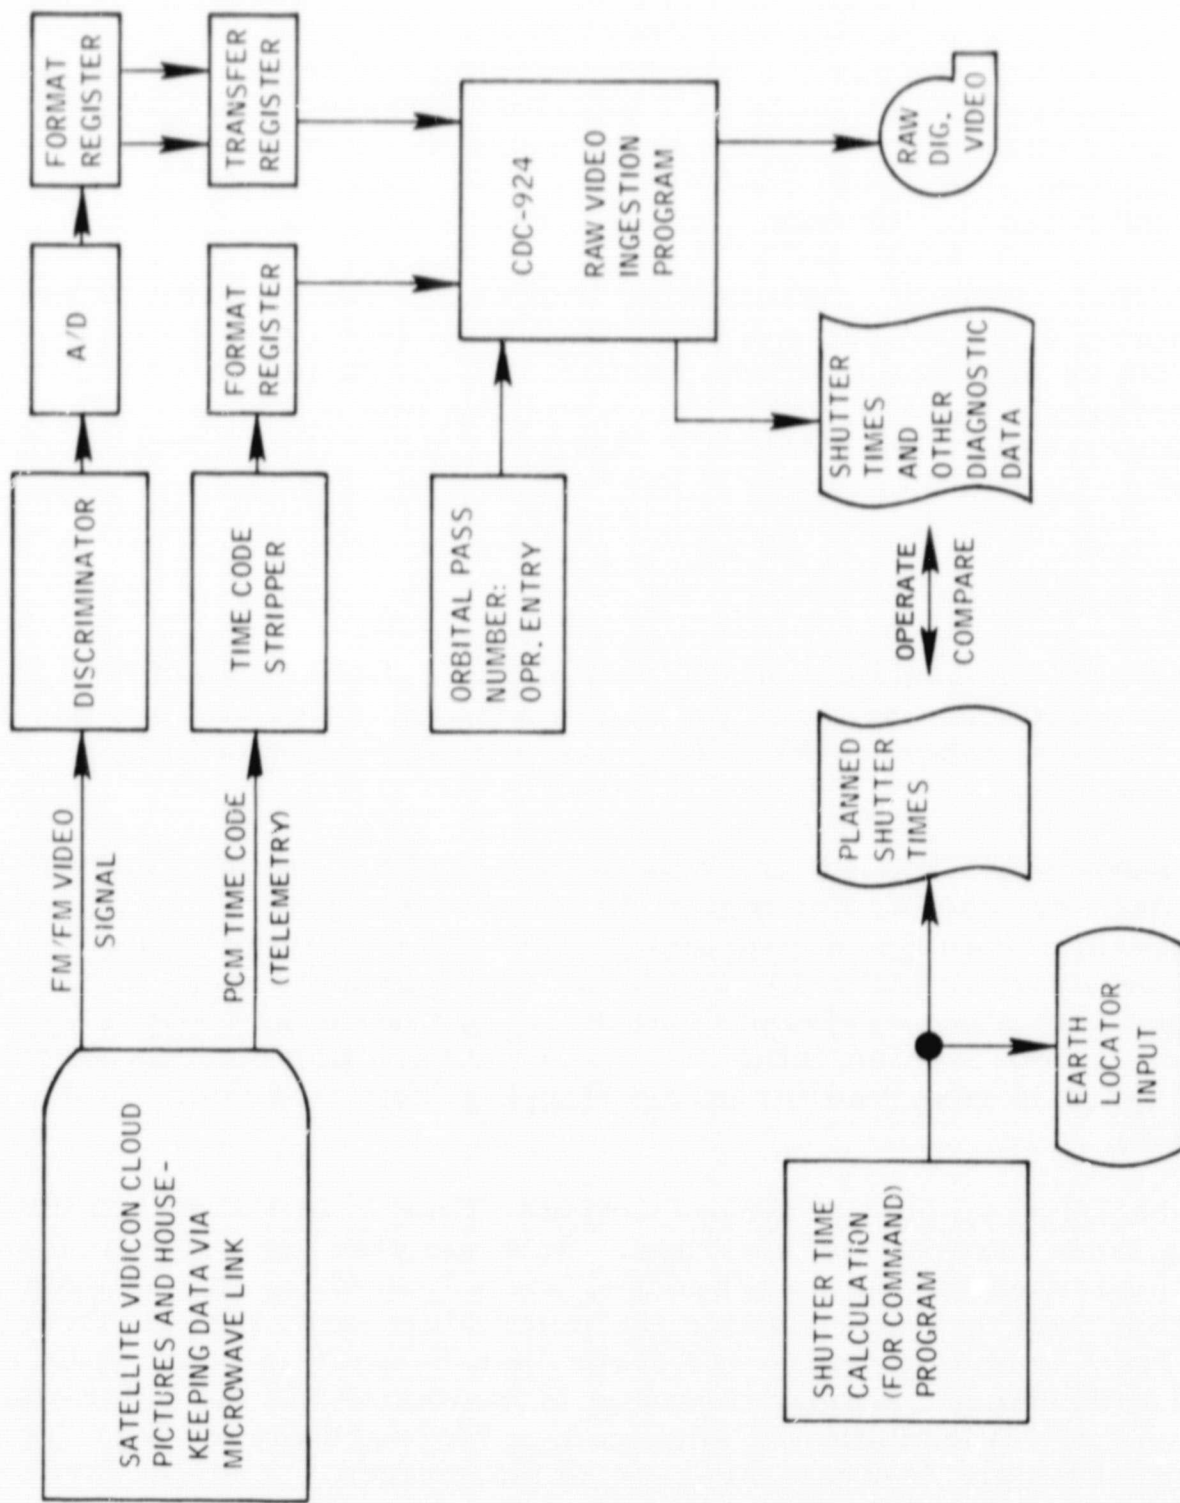 SATELLITE VIDICON CLOUD
PICTURES AND HOUSE-
KEEPING DATA VIA
MICROWAVE LINK
FM/FM VIDEO
SIGNAL
PCM TIME CODE
(TELEMETRY)
DISCRIMINATOR
TIME CODE
STRIPPER
A/D
FORMAT
REGISTER
FORMAT
REGISTER
TRANSFER
REGISTER
ORBITAL PASS
NUMBER:
OPR. ENTRY
CDC-924
RAW VIDEO
INGESTION
PROGRAM
SHUTTER TIME
CALCULATION
(FOR COMMAND)
PROGRAM
EARTH
LOCATOR
INPUT
PLANNED
SHUTTER
TIMES
OPERATE
COMPARE
SHUTTER
TIMES
AND
OTHER
DIAGNOSTIC
DATA
RAW
DIG.
VIDEO